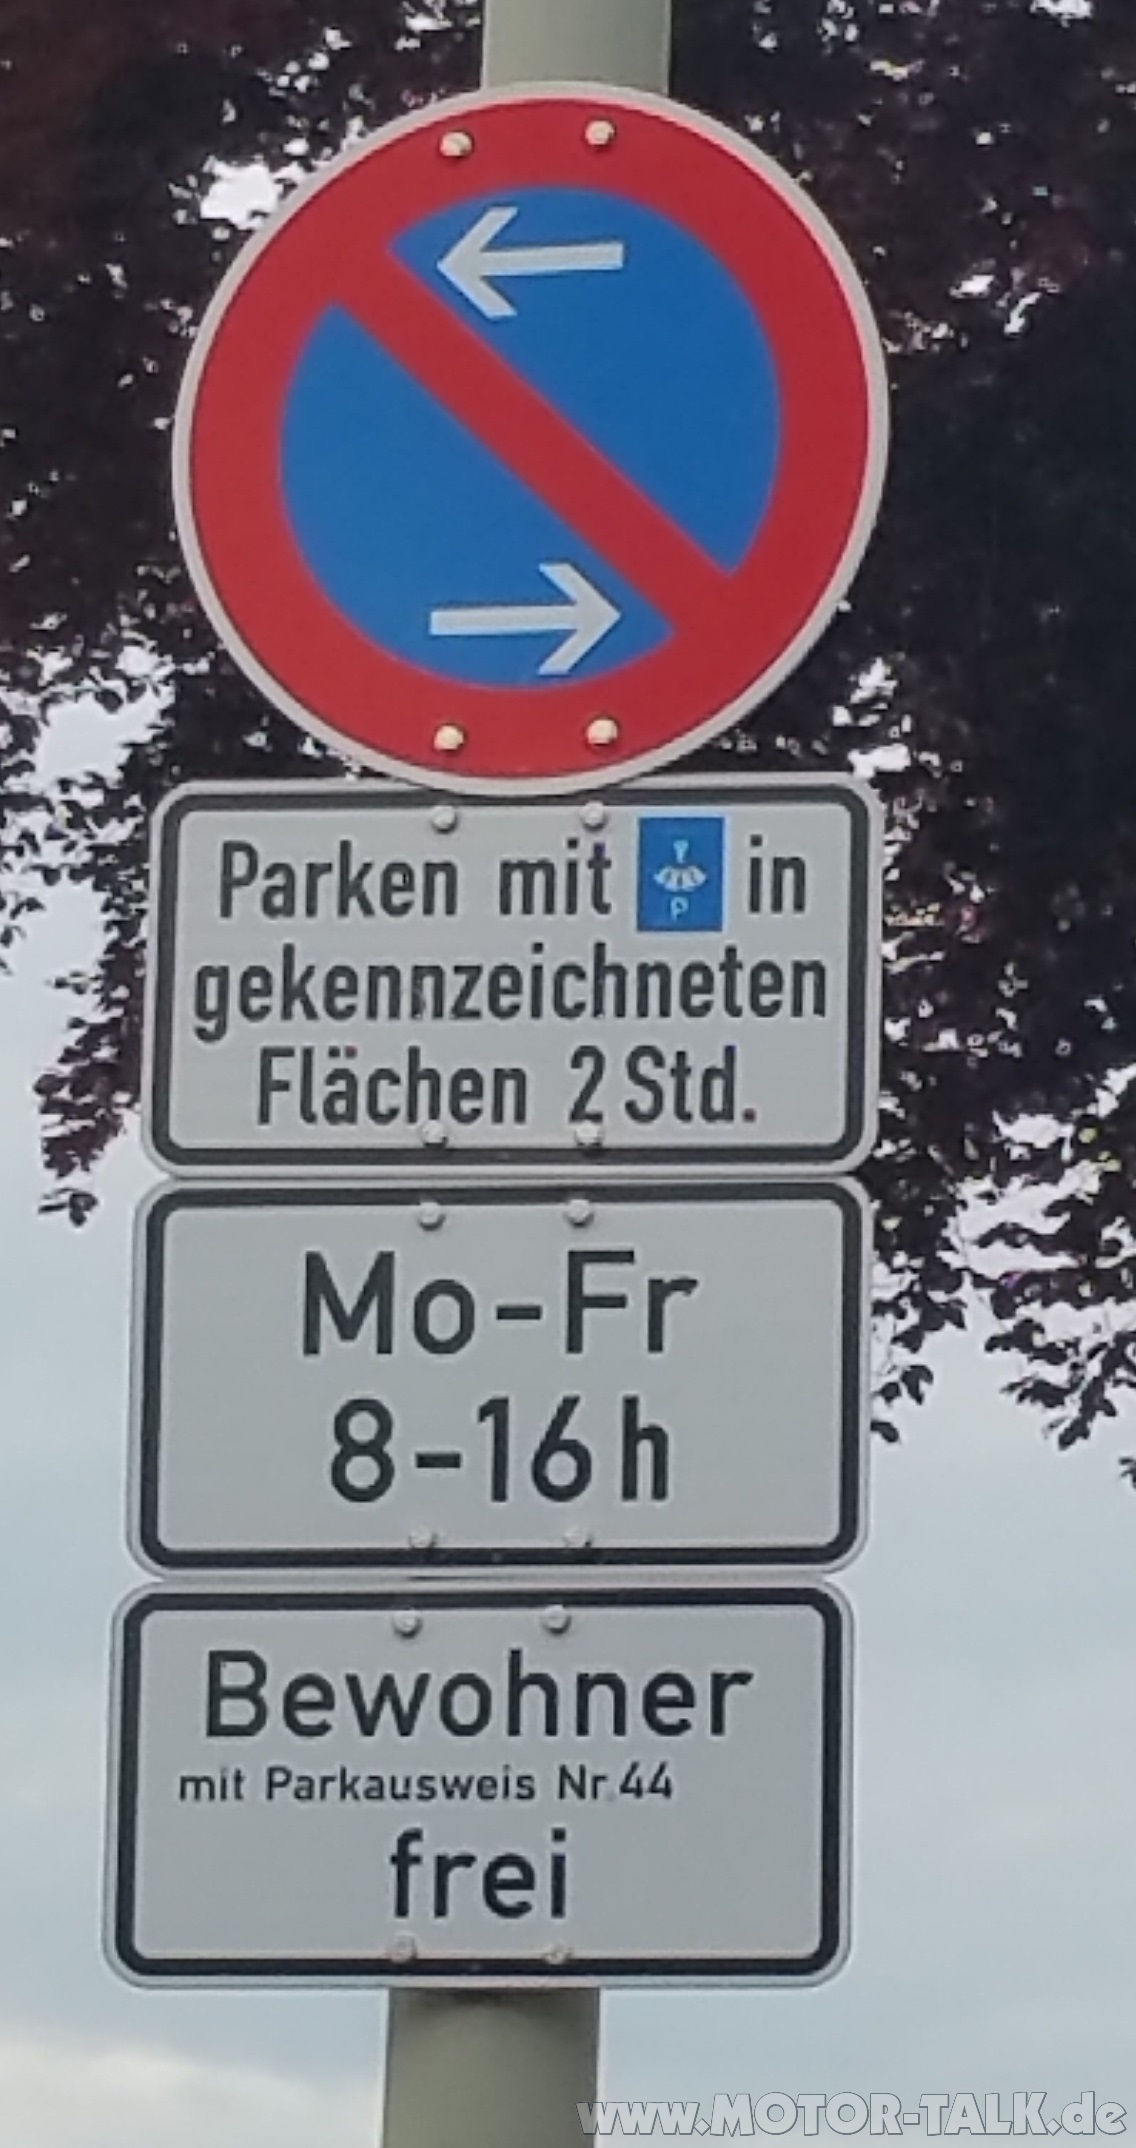 Parken mit P in
gekennzeichneten
Flächen 2 Std.
Mo-Fr
8-16 h
Bewohner
mit Parkausweis Nr.44
frei
www.MOTOR-TALK.de